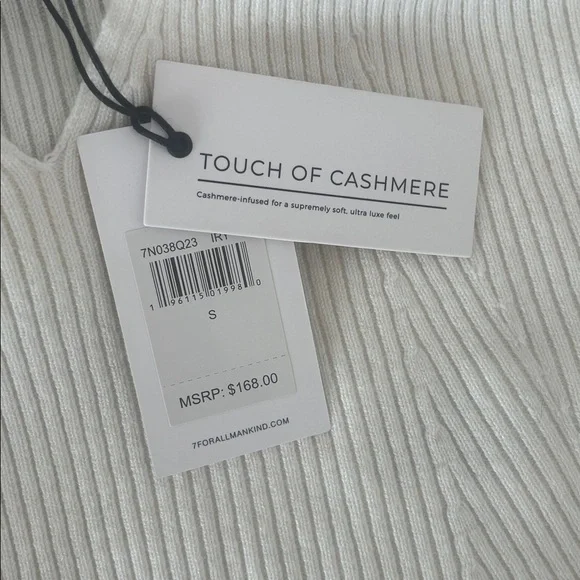 TOUCH OF CASHMERE
Cashmere-infused for a supremely soft, ultra luxe feel
7N038Q23 IRY
1 96115 01998 0
S
MSRP: $168.00
7FORALLMANKIND.COM